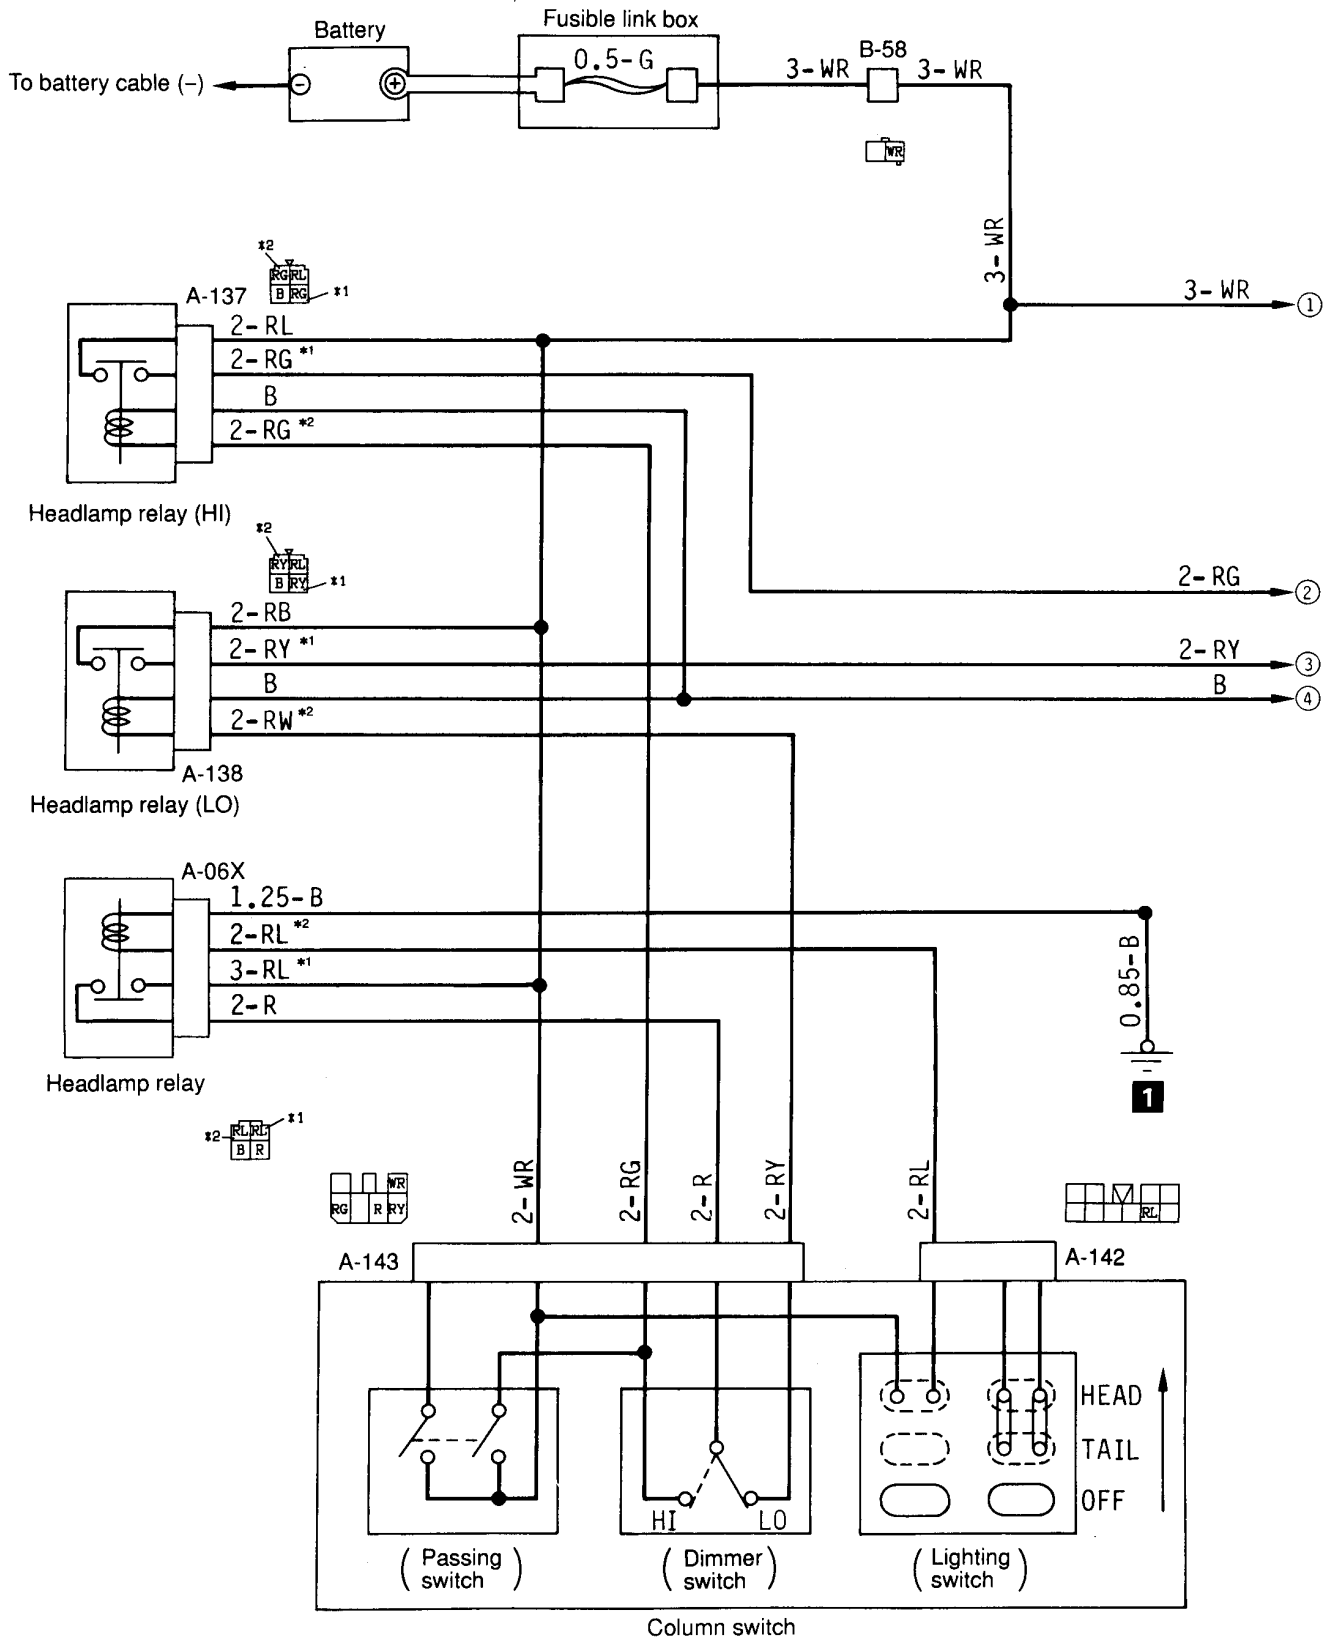 Battery
Fusible link box
To battery cable (–)
0.5-G
3-WR
B-58
3-WR
WR
3-WR
3-WR
1
*2
RG RL
B RG
*1
A-137
2-RL
2-RG *1
B
2-RG *2
Headlamp relay (HI)
*2
RY RL
B RY
*1
2-RB
2-RY *1
B
2-RW *2
A-138
Headlamp relay (LO)
2-RG
2
2-RY
3
B
4
A-06X
1.25-B
2-RL *2
3-RL *1
2-R
Headlamp relay
0.85-B
1
*2
RL RL
B R
*1
WR
RG R RY
2-WR
2-RG
2-R
2-RY
2-RL
RL
A-143
A-142
HEAD
TAIL
OFF
HI
LO
(Passing switch)
(Dimmer switch)
(Lighting switch)
Column switch